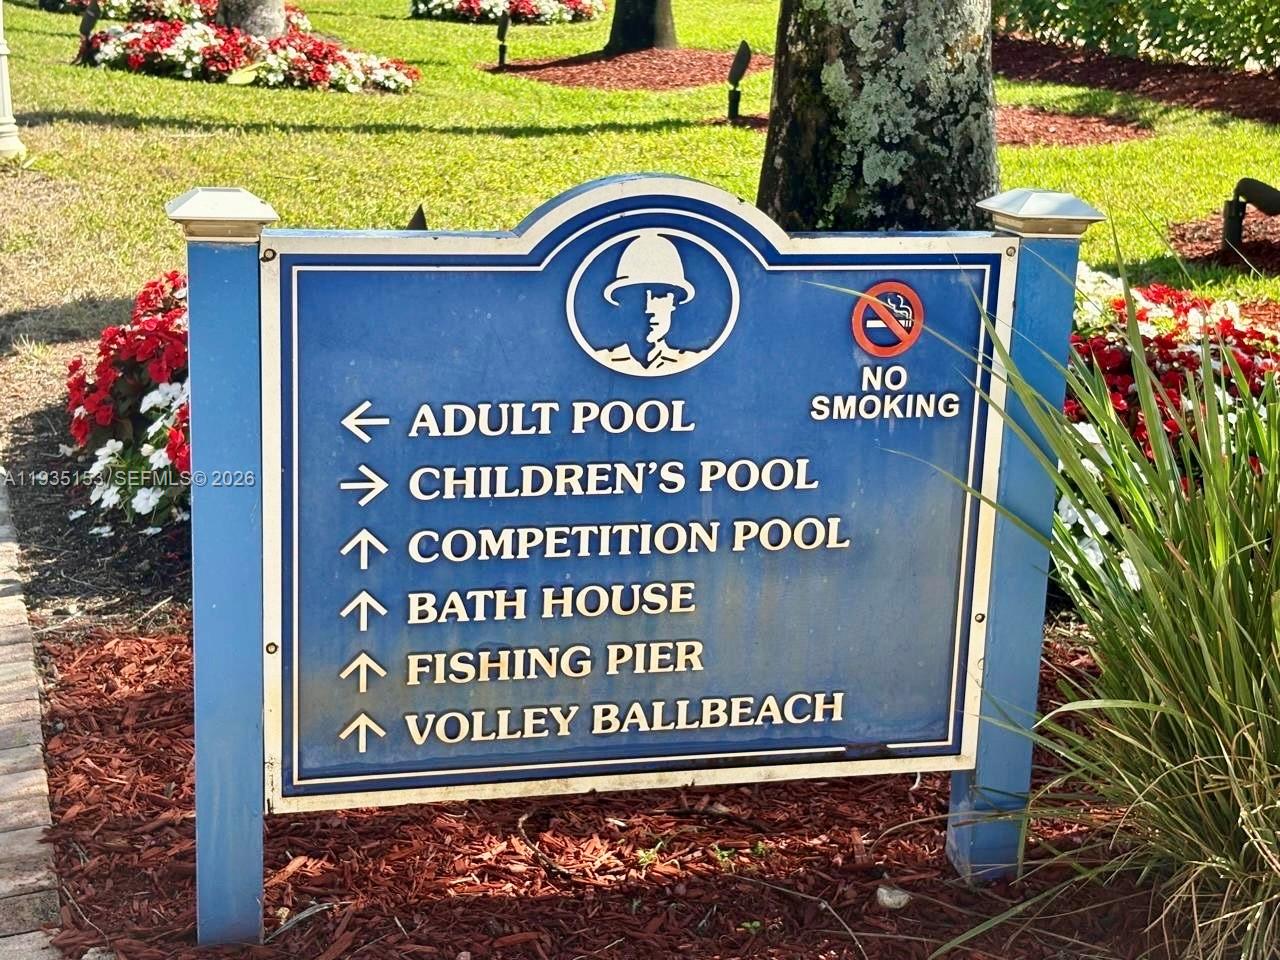 NO
SMOKING
← ADULT POOL
→ CHILDREN'S POOL
↑ COMPETITION POOL
↑ BATH HOUSE
↑ FISHING PIER
↑ VOLLEY BALLBEACH
A11935153/SEFMLS© 2026